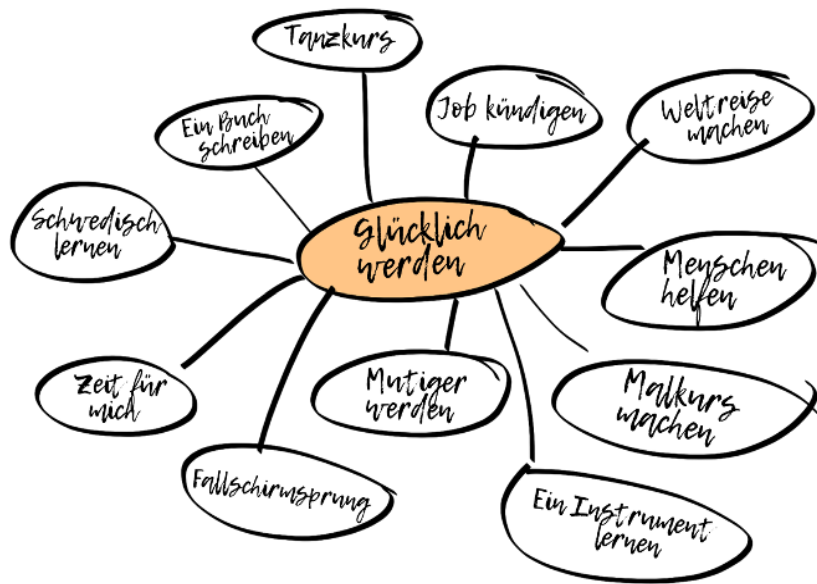 Tanzkurs
Job kündigen
Weltreise
machen
Ein Buch
schreiben
Schwedisch
lernen
Glücklich
werden
Menschen
helfen
Zeit für
mich
Mutiger
werden
Malkurs
machen
Fallschirmsprung
Ein Instrument
lernen